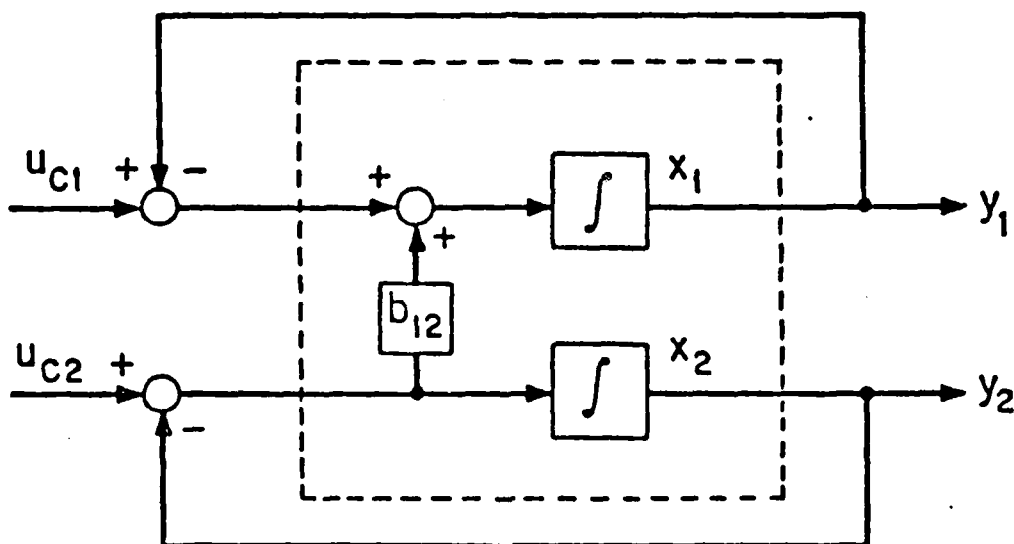 u_C1 + -
+ ∫ x_1 y_1
+
b_12
u_C2 + ∫ x_2 y_2
-